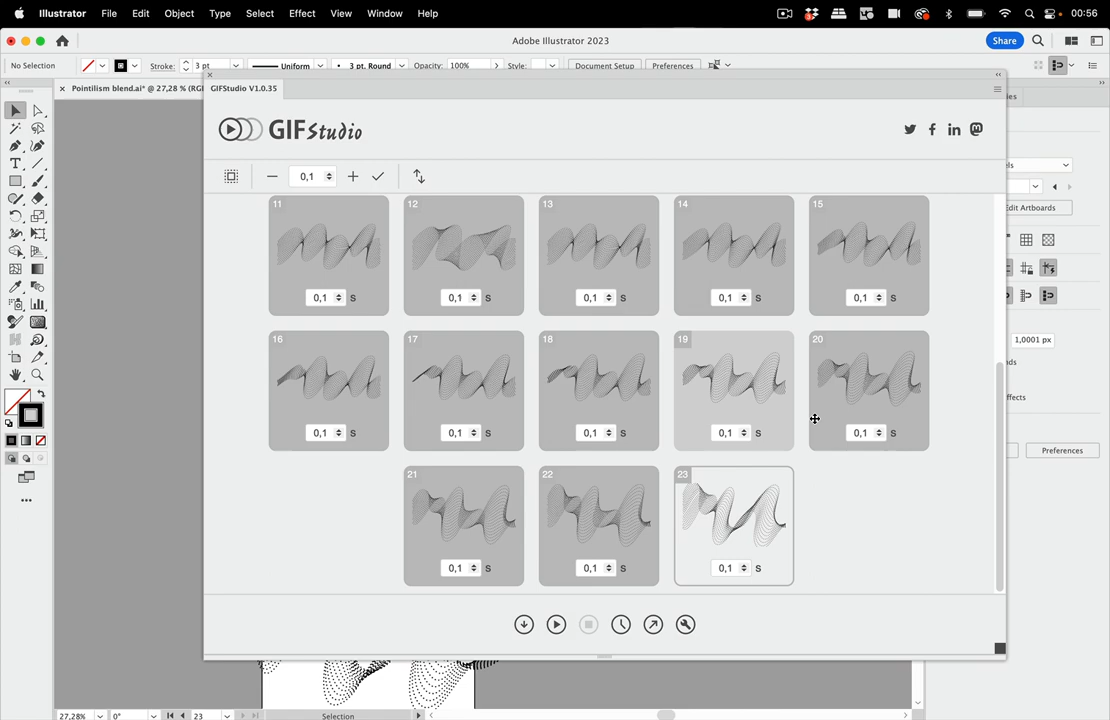 Illustrator File Edit Object Type Select Effect View Window Help 00:56
Adobe Illustrator 2023 Share
No Selection Stroke: 3 pt Uniform 3 pt. Round Opacity: 100% Style: Document Setup Preferences
Pointilism blend.ai* @ 27,28 % (RG
GIFStudio V1.0.35
GIFStudio
0,1
11 12 13 14 15
0,1 S 0,1 S 0,1 S 0,1 S 0,1 S
16 17 18 19 20
0,1 S 0,1 S 0,1 S 0,1 S 0,1 S
21 22 23
0,1 S 0,1 S 0,1 S
Edit Artboards
1,0001 px
Preferences
27,28% 0° 23 Selection